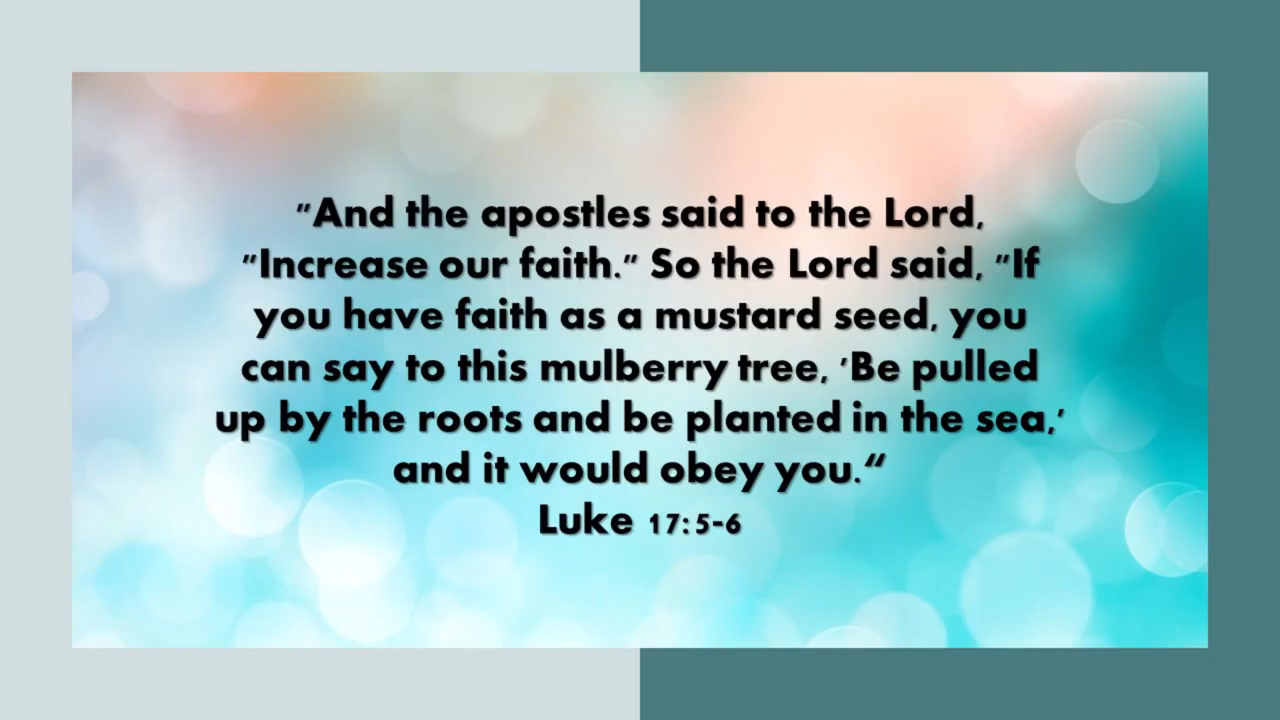 "And the apostles said to the Lord,
"Increase our faith." So the Lord said, "If
you have faith as a mustard seed, you
can say to this mulberry tree, 'Be pulled
up by the roots and be planted in the sea,'
and it would obey you.“
Luke 17:5-6